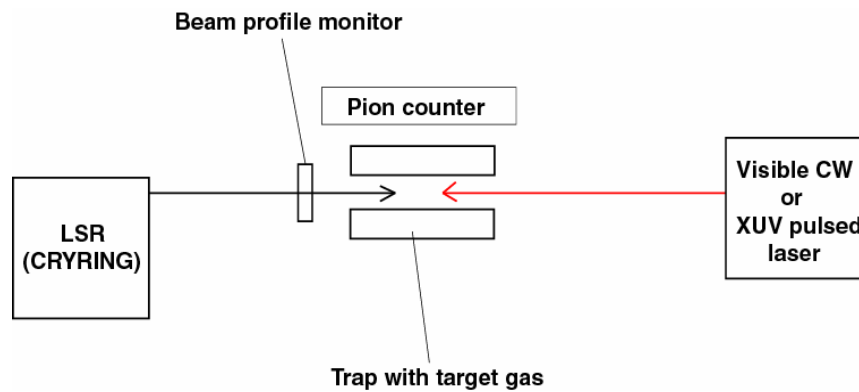 Beam profile monitor
Pion counter
LSR
(CRYRING)
Visible CW
or
XUV pulsed
laser
Trap with target gas